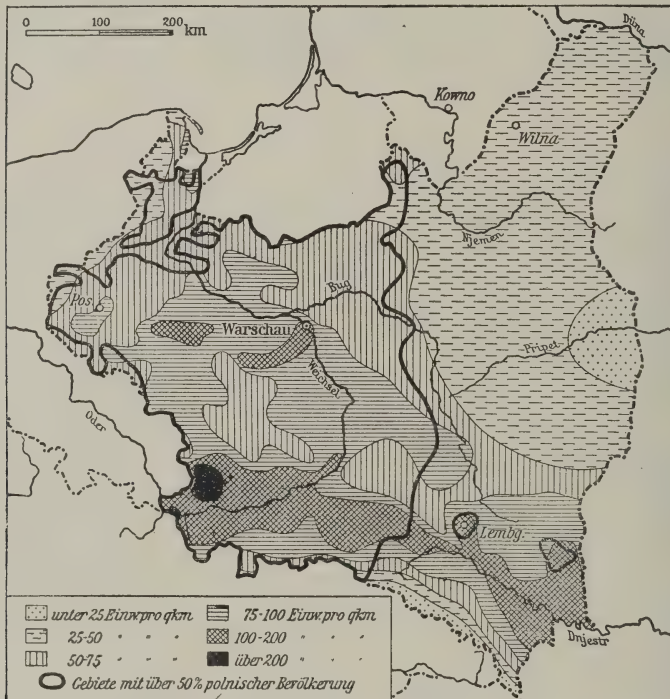 0 100 200
km
Düna
Kowno
Wilna
Njemen
Pos.
Bug
Warschau
Weichsel
Pripet
Oder
Lembg.
Dnjestr
unter 25 Einw. pro qkm
25-50 " " "
50-75 " " "
75-100 Einw. pro qkm
100-200 " " "
über 200 " " "
Gebiete mit über 50% polnischer Bevölkerung